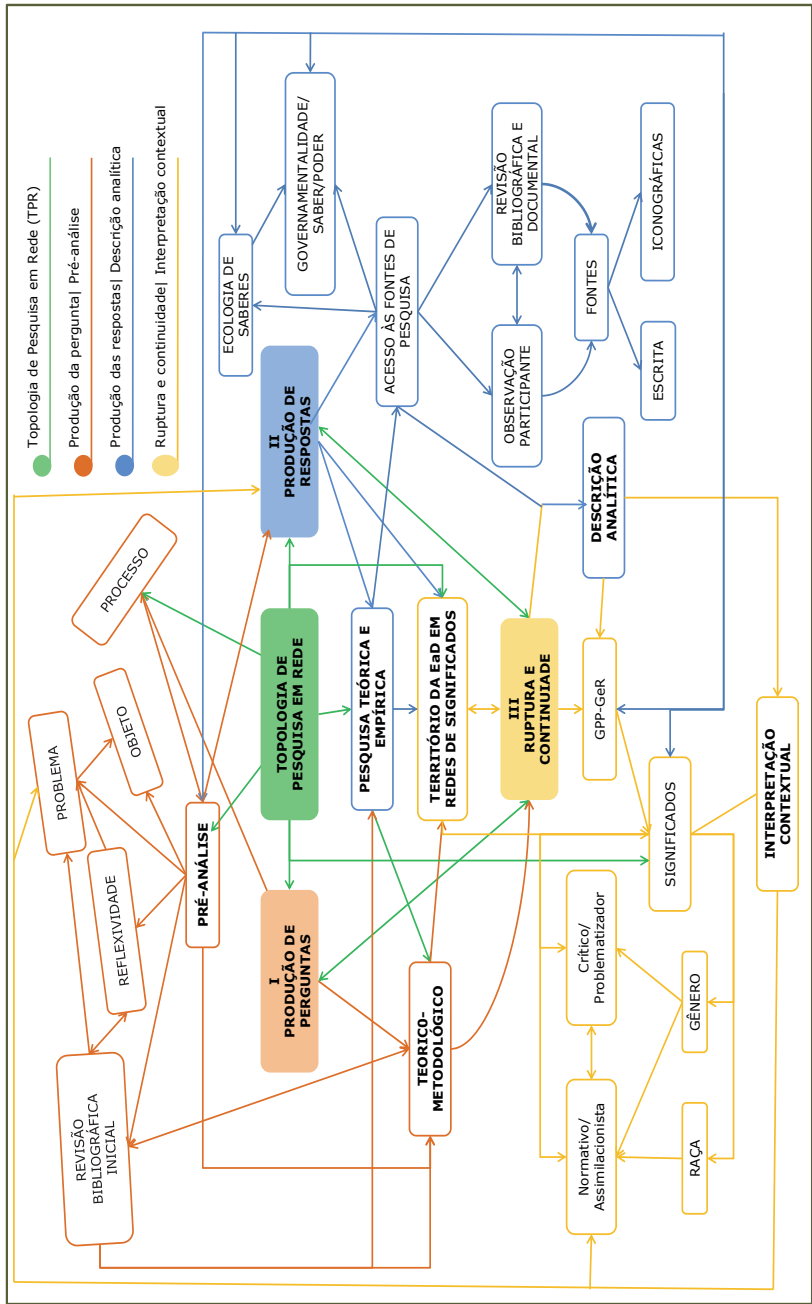 Topologia de Pesquisa em Rede (TPR)
Produção da pergunta| Pré-análise
Produção das respostas| Descrição analítica
Ruptura e continuidade| Interpretação contextual
REVISÃO
BIBLIOGRÁFICA
INICIAL
REFLEXIVIDADE
PROBLEMA
OBJETO
PROCESSO
PRÉ-ANÁLISE
ECOLOGIA DE
SABERES
GOVERNAMENTALIDADE/
SABER/PODER
I
PRODUÇÃO DE
PERGUNTAS
TOPOLOGIA DE
PESQUISA EM REDE
II
PRODUÇÃO DE
RESPOSTAS
TEORICO-
METODOLÓGICO
PESQUISA TEÓRICA E
EMPÍRICA
ACESSO ÀS FONTES DE
PESQUISA
TERRITÓRIO DA EaD EM
REDES DE SIGNIFICADOS
OBSERVAÇÃO
PARTICIPANTE
REVISÃO
BIBLIOGRÁFICA E
DOCUMENTAL
III
RUPTURA E
CONTINUIADE
FONTES
Normativo/
Assimilacionista
Crítico/
Problematizador
GPP-GeR
DESCRIÇÃO
ANALÍTICA
ESCRITA
ICONOGRÁFICAS
SIGNIFICADOS
RAÇA
GÊNERO
INTERPRETAÇÃO
CONTEXTUAL